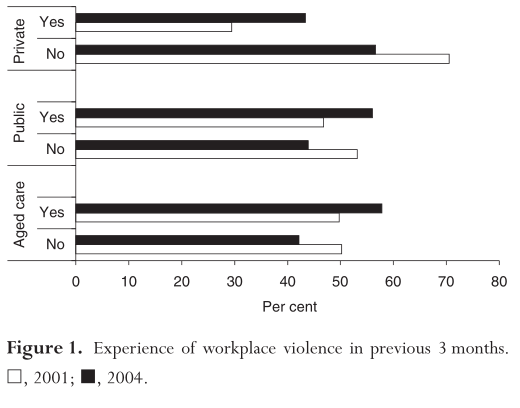 Private
Yes
No
Public
Yes
No
Aged care
Yes
No
0 10 20 30 40 50 60 70 80
Per cent
Figure 1. Experience of workplace violence in previous 3 months.
□, 2001; ■, 2004.